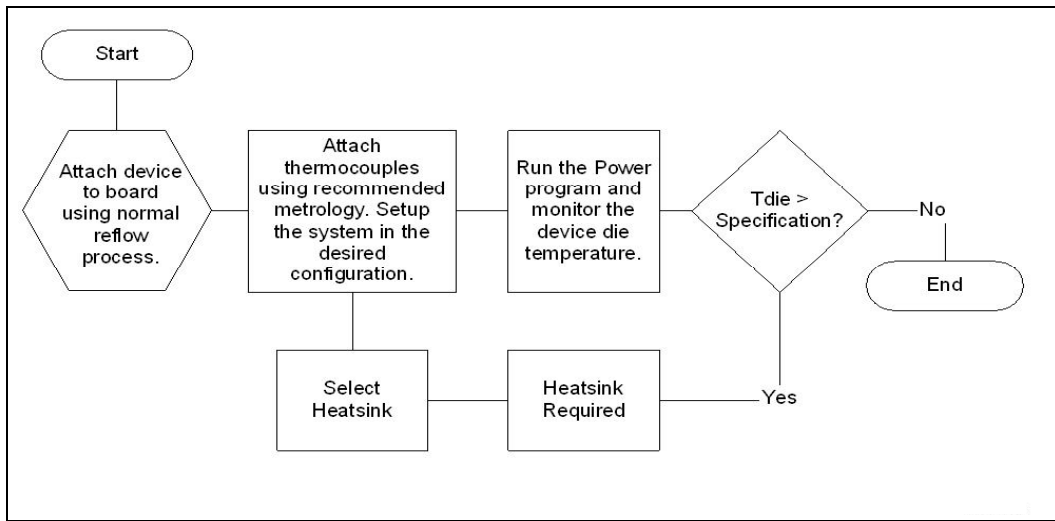 Start
Attach device
to board
using normal
reflow
process.
Attach
thermocouples
using recommended
metrology. Setup
the system in the
desired
configuration.
Run the Power
program and
monitor the
device die
temperature.
Tdie >
Specification?
No
End
Yes
Heatsink
Required
Select
Heatsink